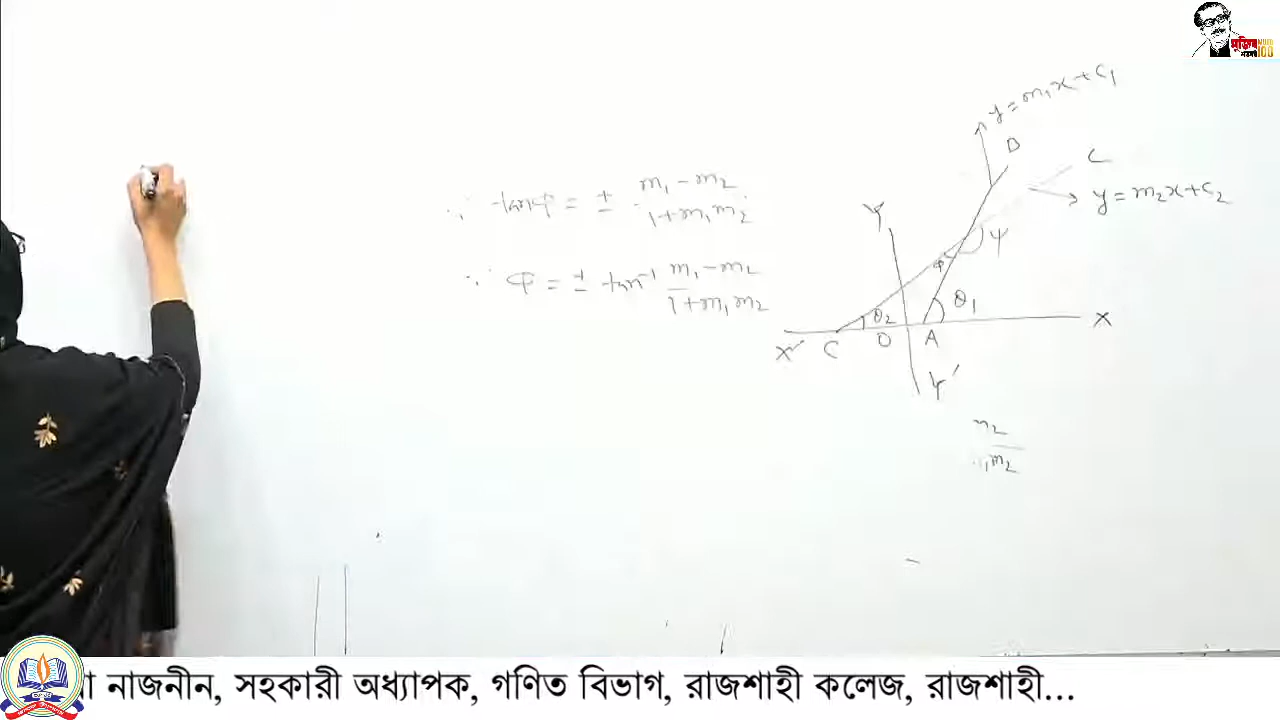 ∵ tanφ = ± m₁ - m₂ / 1 + m₁m₂
∵ φ = ± tan⁻¹ m₁ - m₂ / 1 + m₁m₂
y = m₁x + c₁
B
C
y = m₂x + c₂
Y
ψ
φ
θ₁
θ₂
X
X′
C
O
A
Y′
m₂
নাজনীন, সহকারী অধ্যাপক, গণিত বিভাগ, রাজশাহী কলেজ, রাজশাহী...